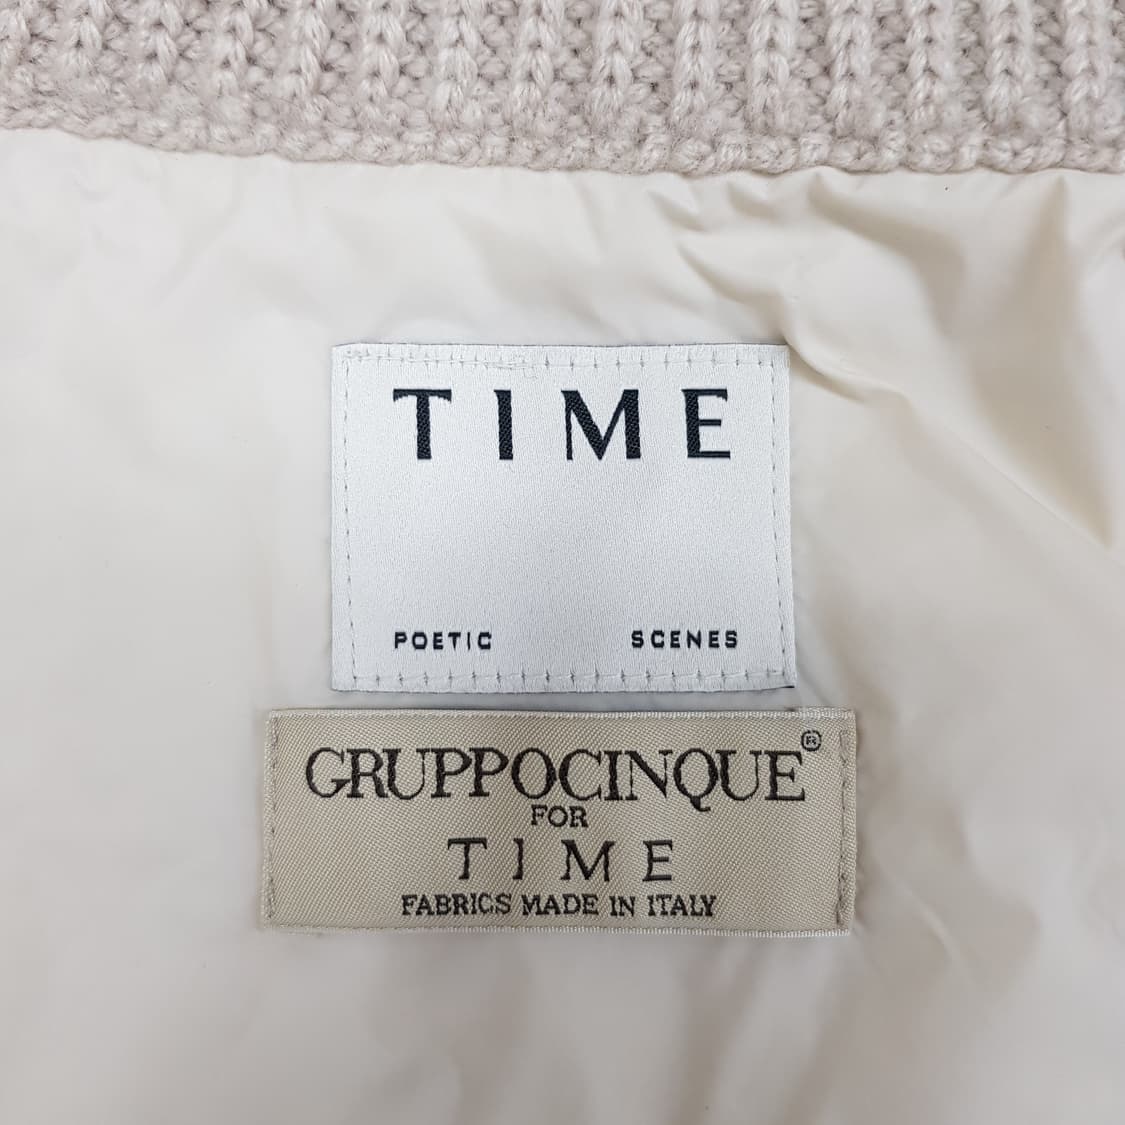 TIME
POETIC SCENES
GRUPPOCINQUE®
FOR
TIME
FABRICS MADE IN ITALY